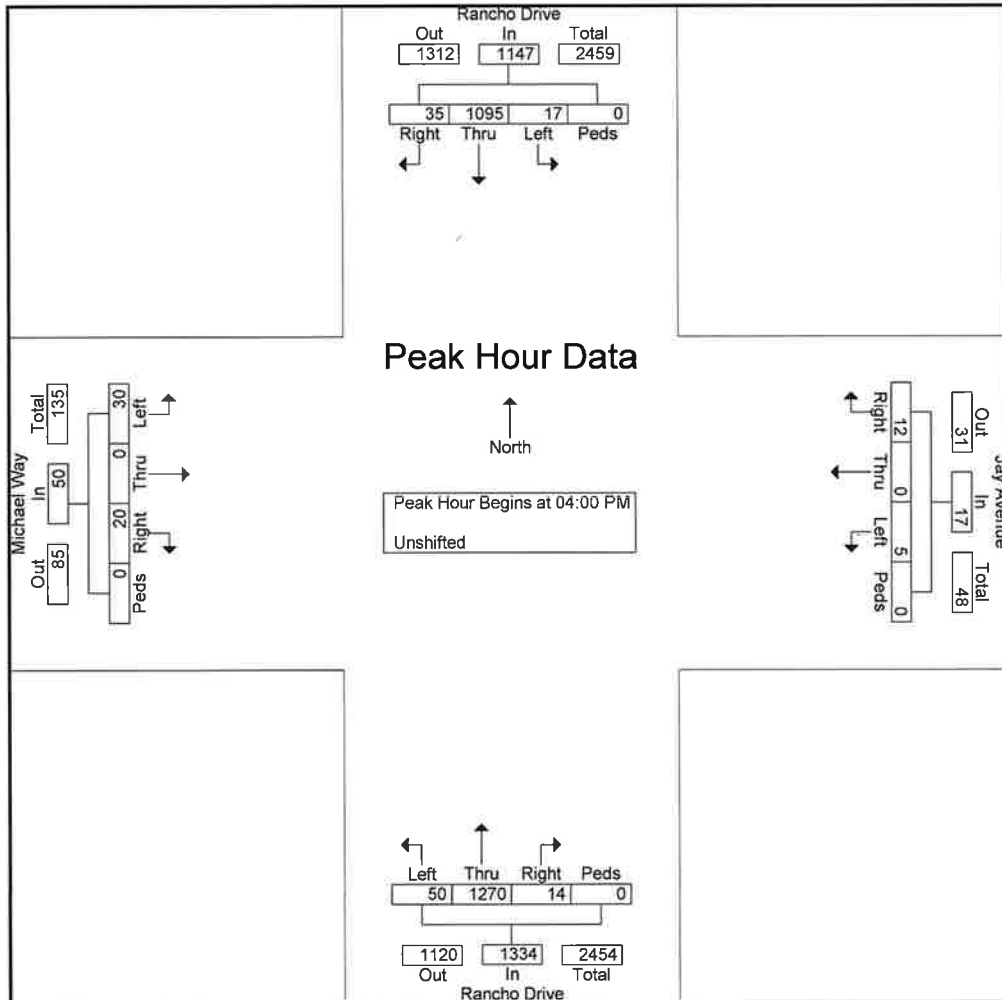 Rancho Drive
Out In Total
1312 1147 2459
35 1095 17 0
Right Thru Left Peds
Peak Hour Data
North
Peak Hour Begins at 04:00 PM
Unshifted
Michael Way
Total In Out
135 50 85
30 0 20 0
Left Thru Right Peds
Right Thru Left Peds
12 0 5 0
Out In Total
31 17 48
Jay Avenue
Left Thru Right Peds
50 1270 14 0
1120 1334 2454
Out In Total
Rancho Drive